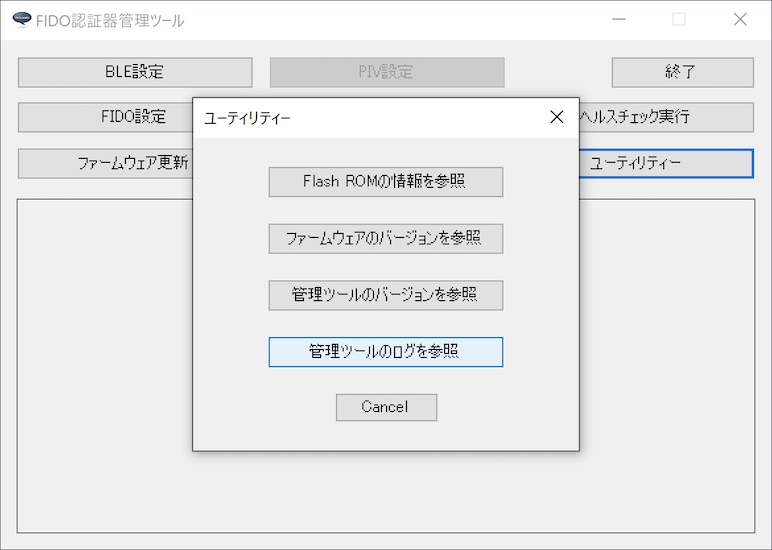 FIDO認証器管理ツール
BLE設定
PIV設定
終了
FIDO設定
ヘルスチェック実行
ファームウェア更新
ユーティリティー
ユーティリティー
Flash ROMの情報を参照
ファームウェアのバージョンを参照
管理ツールのバージョンを参照
管理ツールのログを参照
Cancel